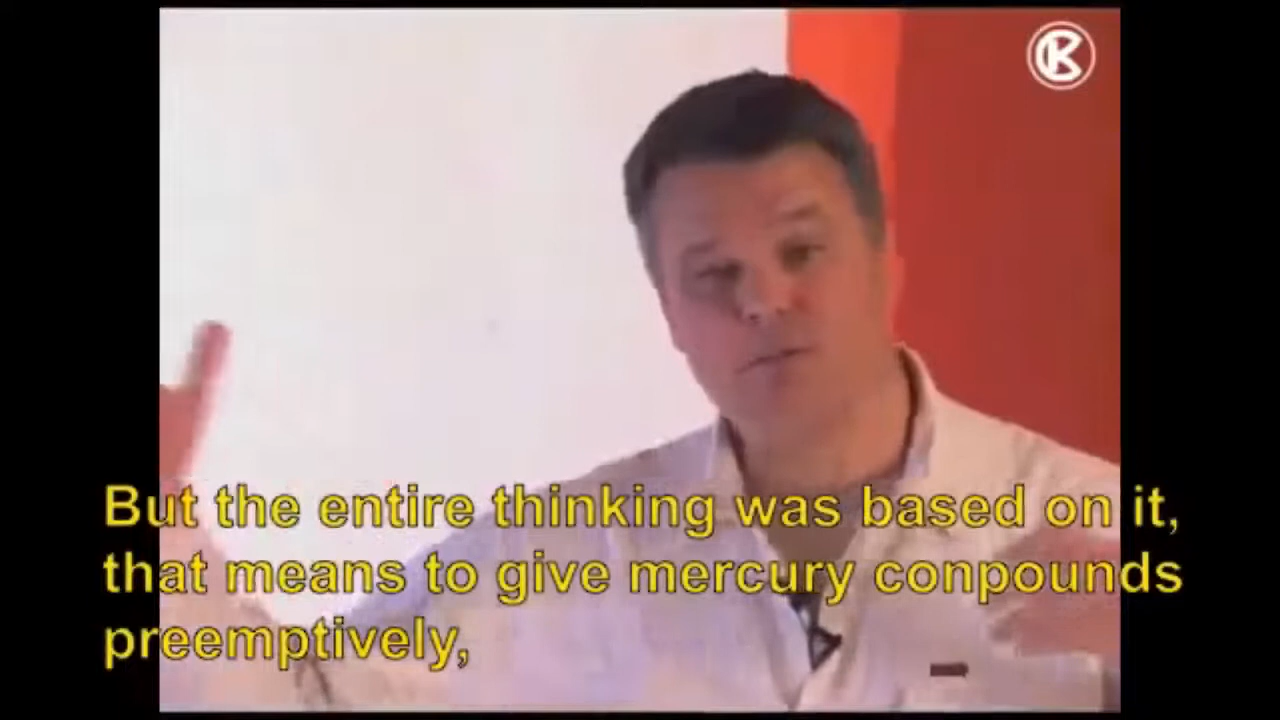 But the entire thinking was based on it,
that means to give mercury conpounds
preemptively,